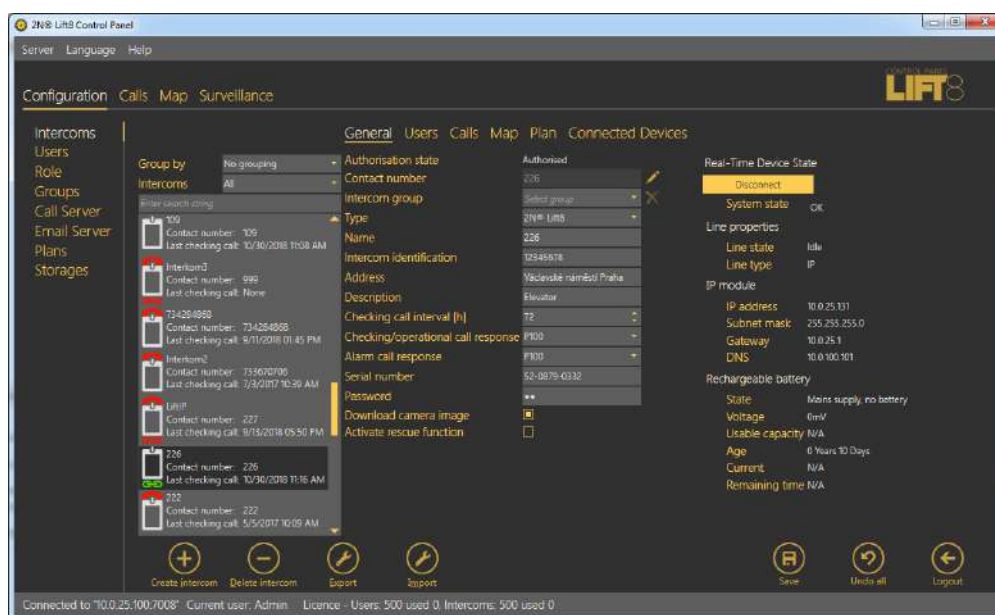 2N® Lift8 Control Panel
Server Language Help
CONTROL PANEL
LIFT8
Configuration Calls Map Surveillance
Intercoms
Users
Role
Groups
Call Server
Email Server
Plans
Storages
Group by No grouping
Intercoms All
Enter search string
109
Contact number: 109
Last checking call: 10/30/2018 11:08 AM
Interkom3
Contact number: 999
Last checking call: None
734284868
Contact number: 734284868
Last checking call: 9/11/2018 01:45 PM
Interkom2
Contact number: 733670706
Last checking call: 7/3/2017 10:39 AM
LiftIP
Contact number: 227
Last checking call: 9/13/2018 05:50 PM
226
Contact number: 226
Last checking call: 10/30/2018 11:16 AM
222
Contact number: 222
Last checking call: 5/5/2017 10:09 AM
General Users Calls Map Plan Connected Devices
Authorisation state Authorised
Contact number 226
Intercom group Select group
Type 2N® Lift8
Name 226
Intercom identification 12345678
Address Václavské náměstí Praha
Description Elevator
Checking call interval [h] 72
Checking/operational call response P100
Alarm call response P100
Serial number 52-0879-0332
Password ••
Download camera image
Activate rescue function
Real-Time Device State
Disconnect
System state OK
Line properties
Line state Idle
Line type IP
IP module
IP address 10.0.25.131
Subnet mask 255.255.255.0
Gateway 10.0.25.1
DNS 10.0.100.101
Rechargeable battery
State Mains supply, no battery
Voltage 0mV
Usable capacity N/A
Age 0 Years 10 Days
Current N/A
Remaining time N/A
Create intercom Delete intercom Export Import Save Undo all Logout
Connected to "10.0.25.100:7008" Current user: Admin Licence - Users: 500 used 0, Intercoms: 500 used 0